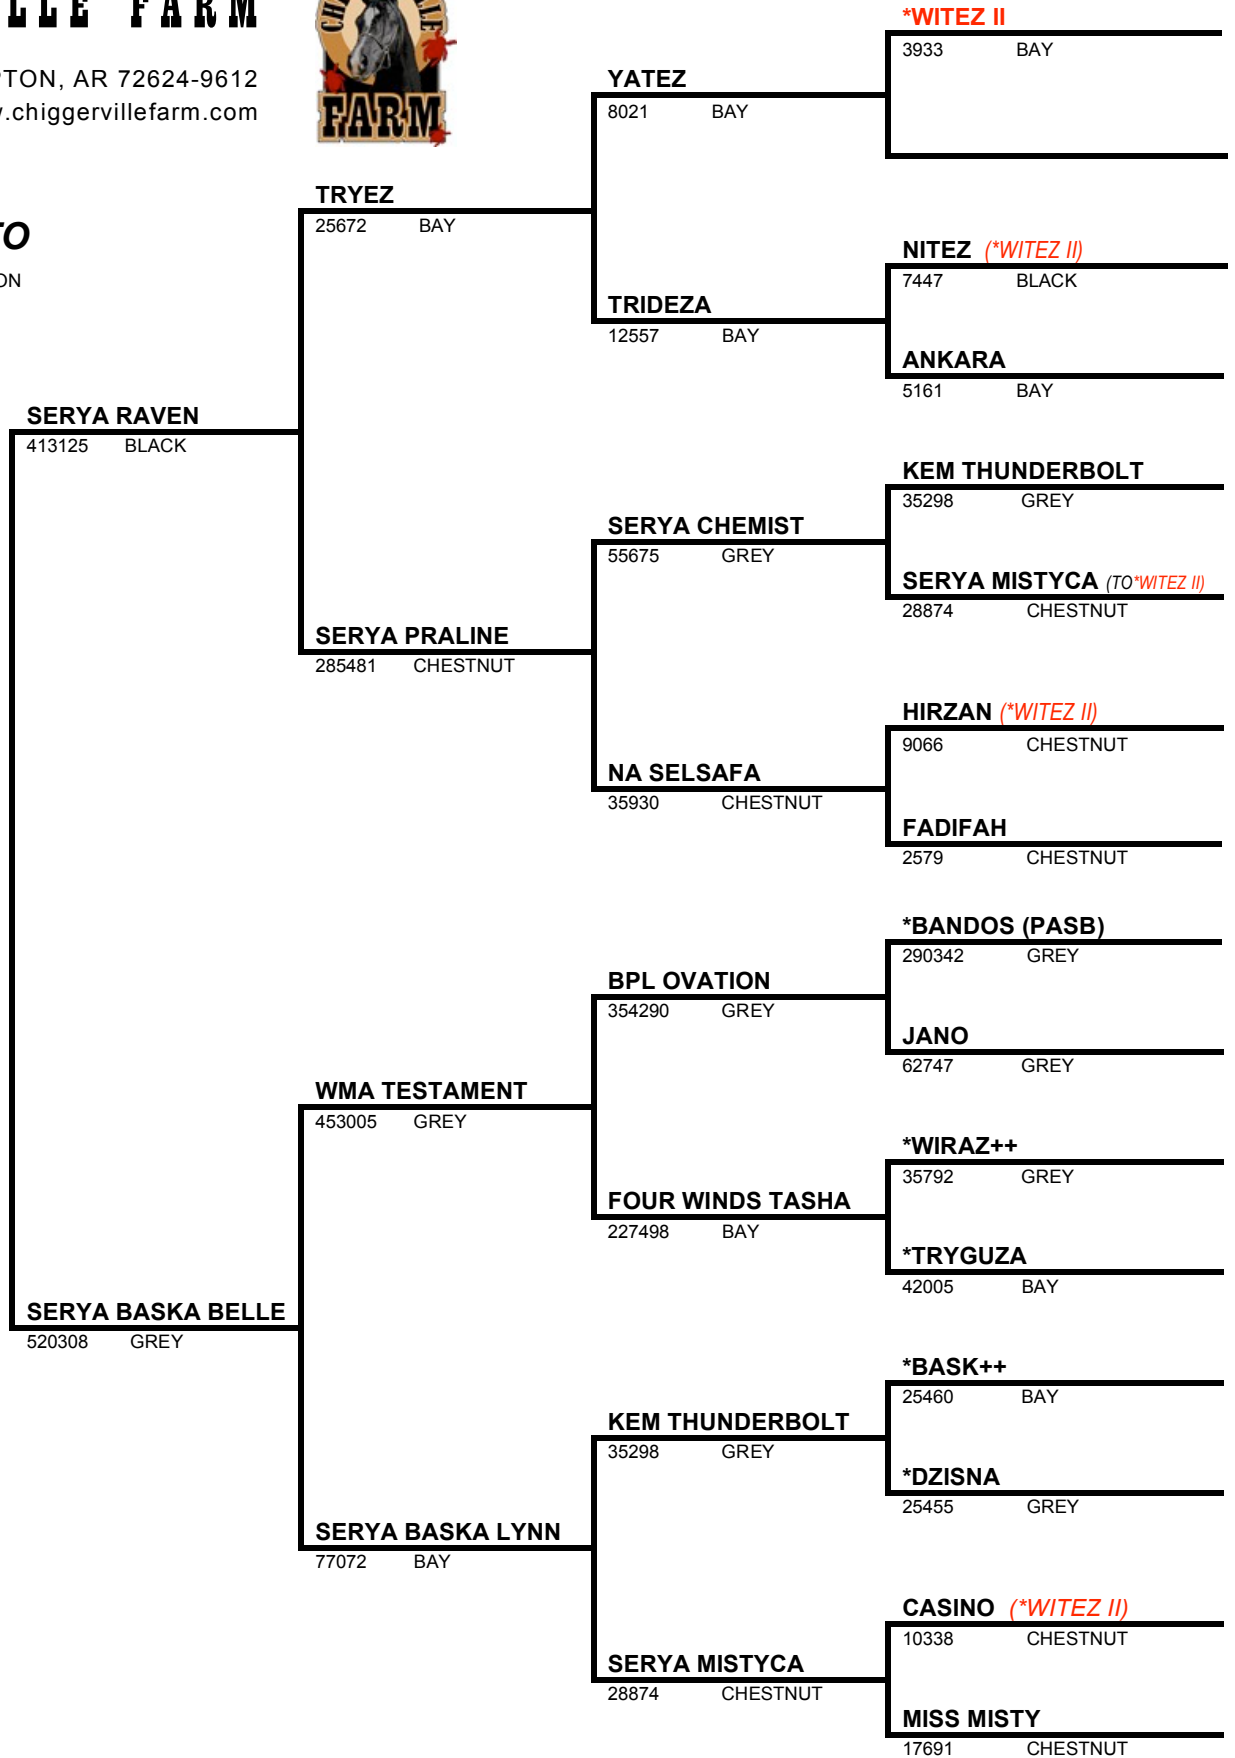 FARM
TON, AR 72624-9612
.chiggervillefarm.com
FARM
TO
ON
*WITEZ II
3933 BAY
YATEZ
8021 BAY
TRYEZ
25672 BAY
NITEZ (*WITEZ II)
7447 BLACK
TRIDEZA
12557 BAY
ANKARA
5161 BAY
SERYA RAVEN
413125 BLACK
KEM THUNDERBOLT
35298 GREY
SERYA CHEMIST
55675 GREY
SERYA MISTYCA (TO*WITEZ II)
28874 CHESTNUT
SERYA PRALINE
285481 CHESTNUT
HIRZAN (*WITEZ II)
9066 CHESTNUT
NA SELSAFA
35930 CHESTNUT
FADIFAH
2579 CHESTNUT
*BANDOS (PASB)
290342 GREY
BPL OVATION
354290 GREY
JANO
62747 GREY
WMA TESTAMENT
453005 GREY
*WIRAZ++
35792 GREY
FOUR WINDS TASHA
227498 BAY
*TRYGUZA
42005 BAY
SERYA BASKA BELLE
520308 GREY
*BASK++
25460 BAY
KEM THUNDERBOLT
35298 GREY
*DZISNA
25455 GREY
SERYA BASKA LYNN
77072 BAY
CASINO (*WITEZ II)
10338 CHESTNUT
SERYA MISTYCA
28874 CHESTNUT
MISS MISTY
17691 CHESTNUT